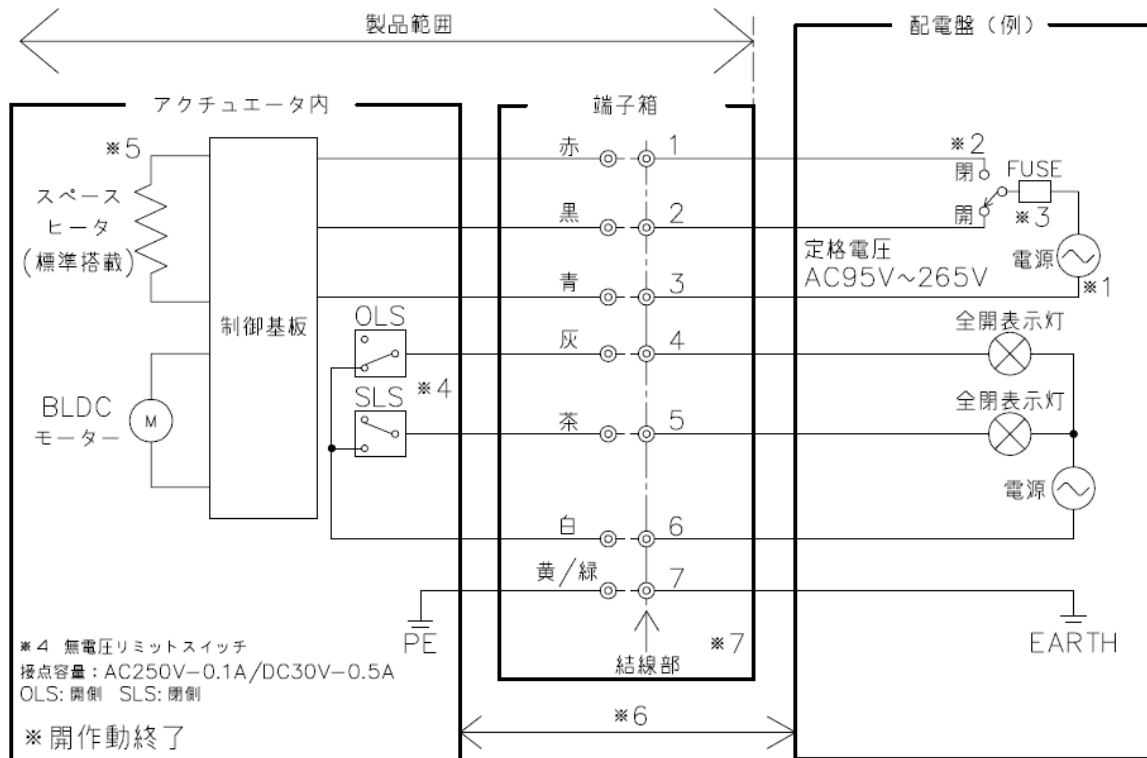 製品範囲
配電盤（例）
アクチュエータ内
端子箱
※5
スペース
ヒータ
(標準搭載)
制御基板
BLDC
モーター
M
OLS
SLS
※4
赤
1
黒
2
青
3
灰
4
茶
5
白
6
黄/緑
7
PE
結線部
※7
※6
※2
閉
開
FUSE
※3
定格電圧
AC95V~265V
電源
※1
全開表示灯
全閉表示灯
電源
EARTH
※4 無電圧リミットスイッチ
接点容量：AC250V-0.1A/DC30V-0.5A
OLS: 開側 SLS: 閉側
※開作動終了